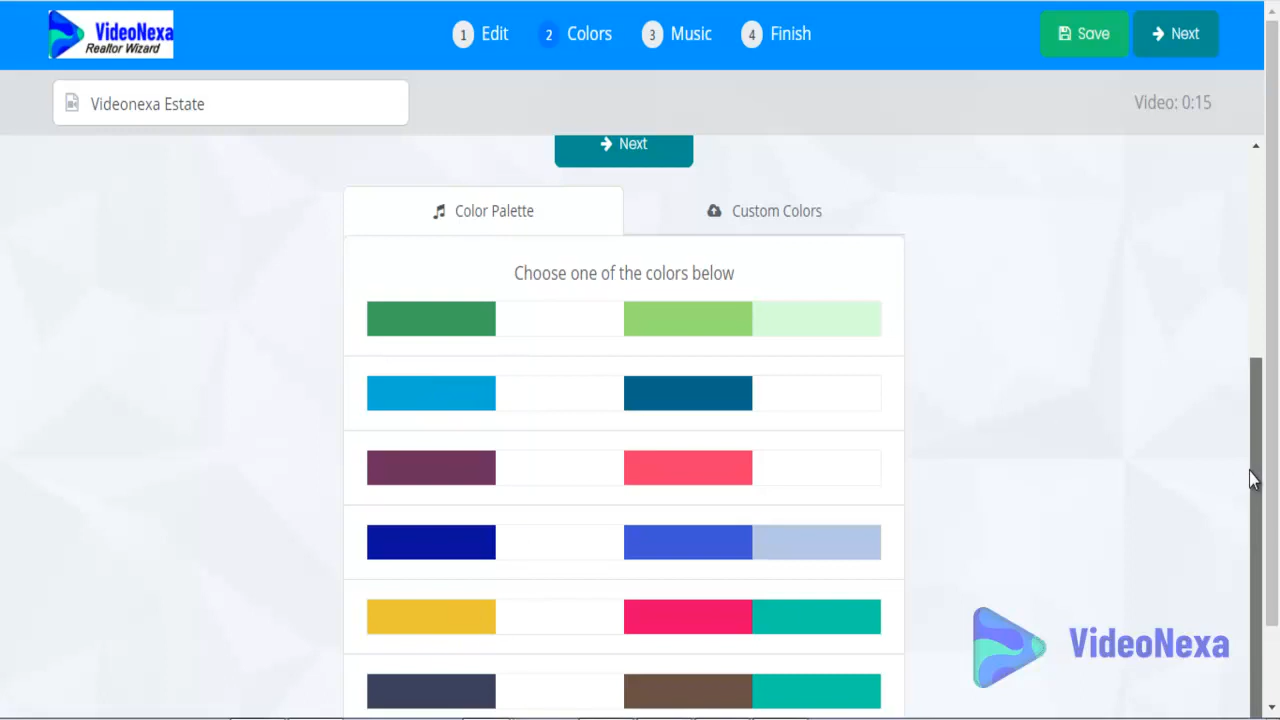 VideoNexa
Realtor Wizard
1 Edit
2 Colors
3 Music
4 Finish
Save
Next
Videonexa Estate
Video: 0:15
Next
Color Palette
Custom Colors
Choose one of the colors below
VideoNexa